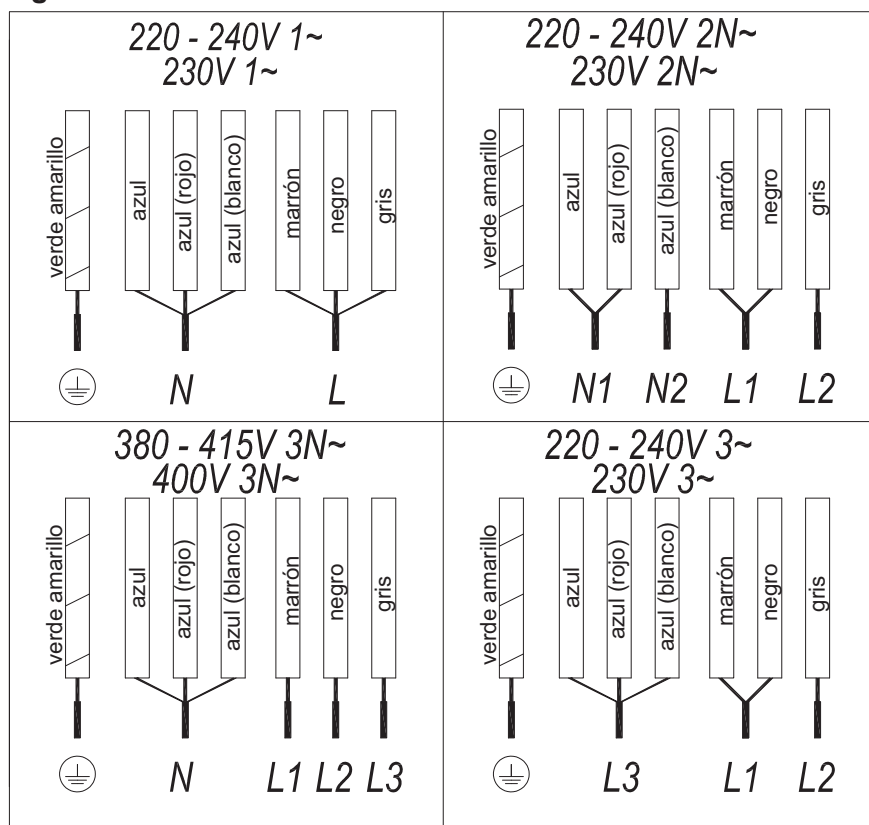 220 - 240V 1~
230V 1~
verde amarillo
azul
azul (rojo)
azul (blanco)
marrón
negro
gris
N
L
220 - 240V 2N~
230V 2N~
verde amarillo
azul
azul (rojo)
azul (blanco)
marrón
negro
gris
N1 N2 L1 L2
380 - 415V 3N~
400V 3N~
verde amarillo
azul
azul (rojo)
azul (blanco)
marrón
negro
gris
N L1 L2 L3
220 - 240V 3~
230V 3~
verde amarillo
azul
azul (rojo)
azul (blanco)
marrón
negro
gris
L3 L1 L2